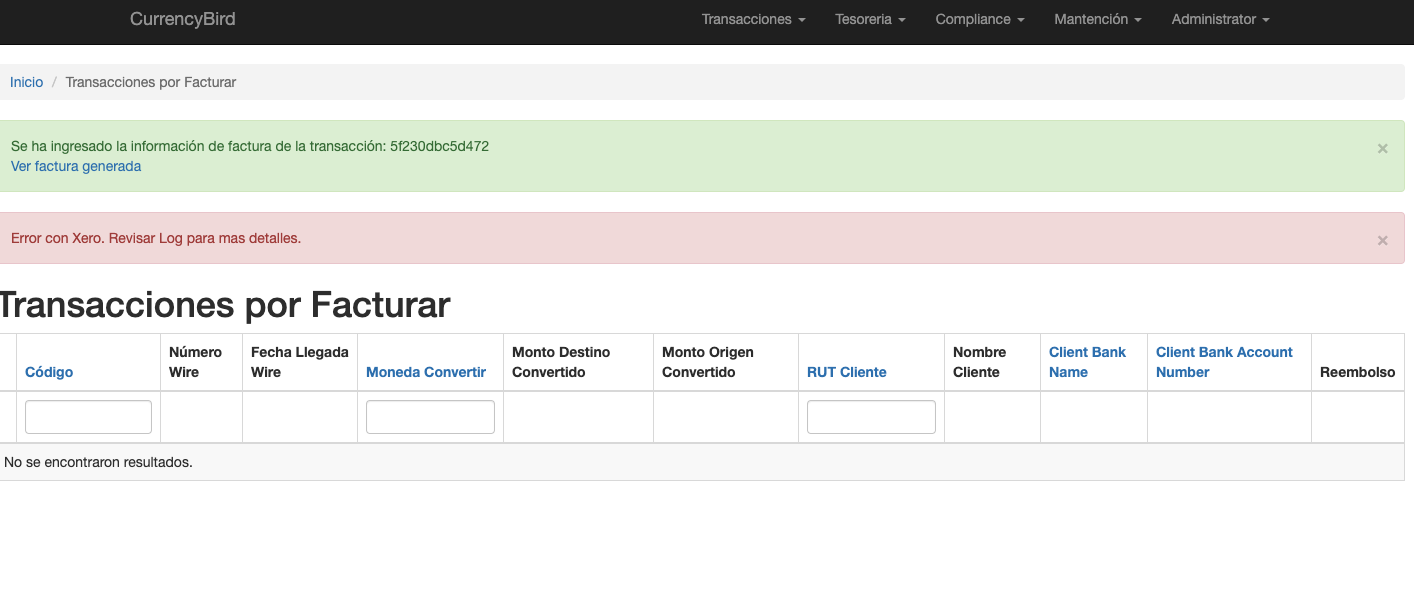 CurrencyBird Transacciones Tesoreria Compliance Mantención Administrator
Inicio / Transacciones por Facturar
Se ha ingresado la información de factura de la transacción: 5f230dbc5d472
×
Ver factura generada
Error con Xero. Revisar Log para mas detalles.
×
Transacciones por Facturar
Código
Número
Wire
Fecha Llegada
Wire
Moneda Convertir
Monto Destino
Convertido
Monto Origen
Convertido
RUT Cliente
Nombre
Cliente
Client Bank
Name
Client Bank Account
Number
Reembolso
No se encontraron resultados.